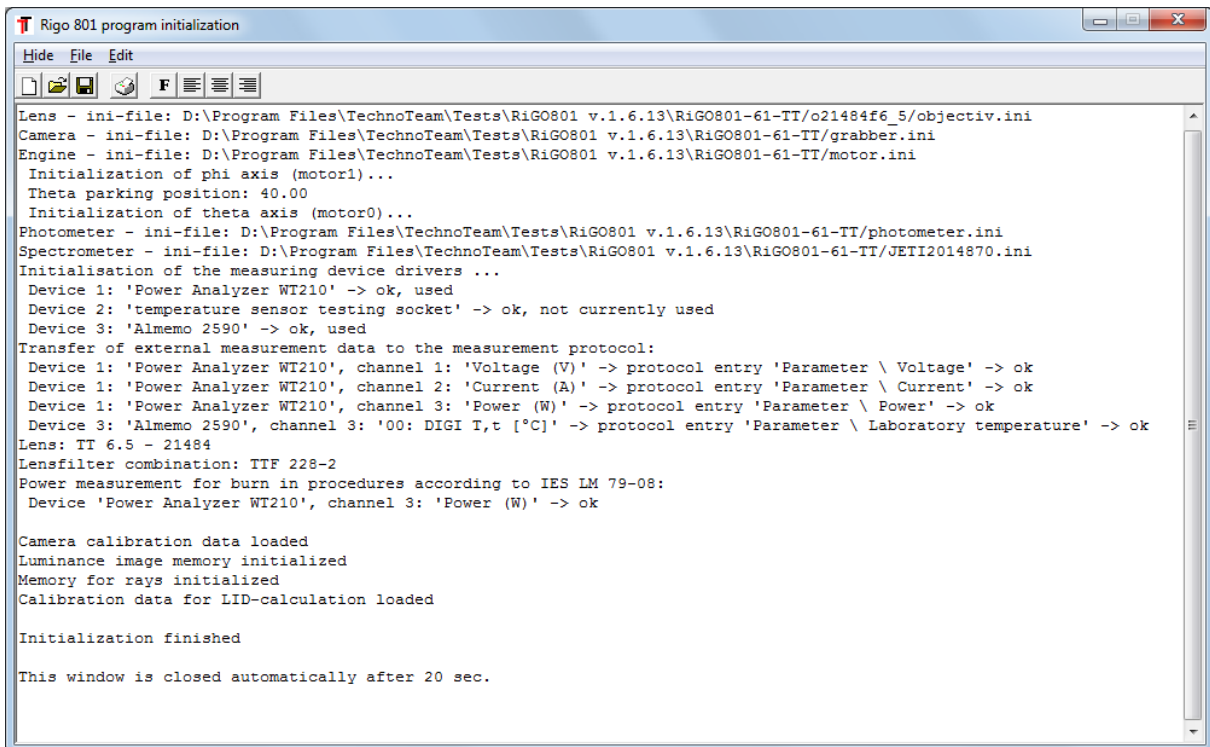 Rigo 801 program initialization
Hide File Edit
F
Lens - ini-file: D:\Program Files\TechnoTeam\Tests\RiGO801 v.1.6.13\RiGO801-61-TT/o21484f6_5/objectiv.ini
Camera - ini-file: D:\Program Files\TechnoTeam\Tests\RiGO801 v.1.6.13\RiGO801-61-TT/grabber.ini
Engine - ini-file: D:\Program Files\TechnoTeam\Tests\RiGO801 v.1.6.13\RiGO801-61-TT/motor.ini
 Initialization of phi axis (motor1)...
 Theta parking position: 40.00
 Initialization of theta axis (motor0)...
Photometer - ini-file: D:\Program Files\TechnoTeam\Tests\RiGO801 v.1.6.13\RiGO801-61-TT/photometer.ini
Spectrometer - ini-file: D:\Program Files\TechnoTeam\Tests\RiGO801 v.1.6.13\RiGO801-61-TT/JETI2014870.ini
Initialisation of the measuring device drivers ...
 Device 1: 'Power Analyzer WT210' -> ok, used
 Device 2: 'temperature sensor testing socket' -> ok, not currently used
 Device 3: 'Almemo 2590' -> ok, used
Transfer of external measurement data to the measurement protocol:
 Device 1: 'Power Analyzer WT210', channel 1: 'Voltage (V)' -> protocol entry 'Parameter \ Voltage' -> ok
 Device 1: 'Power Analyzer WT210', channel 2: 'Current (A)' -> protocol entry 'Parameter \ Current' -> ok
 Device 1: 'Power Analyzer WT210', channel 3: 'Power (W)' -> protocol entry 'Parameter \ Power' -> ok
 Device 3: 'Almemo 2590', channel 3: '00: DIGI T,t [°C]' -> protocol entry 'Parameter \ Laboratory temperature' -> ok
Lens: TT 6.5 - 21484
Lensfilter combination: TTF 228-2
Power measurement for burn in procedures according to IES LM 79-08:
 Device 'Power Analyzer WT210', channel 3: 'Power (W)' -> ok
Camera calibration data loaded
Luminance image memory initialized
Memory for rays initialized
Calibration data for LID-calculation loaded
Initialization finished
This window is closed automatically after 20 sec.